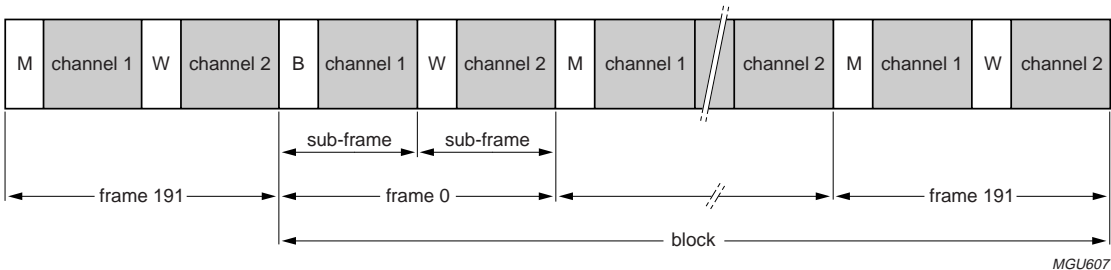 M channel 1 W channel 2 B channel 1 W channel 2 M channel 1 channel 2 M channel 1 W channel 2
sub-frame sub-frame
frame 191 frame 0 frame 191
block
MGU607